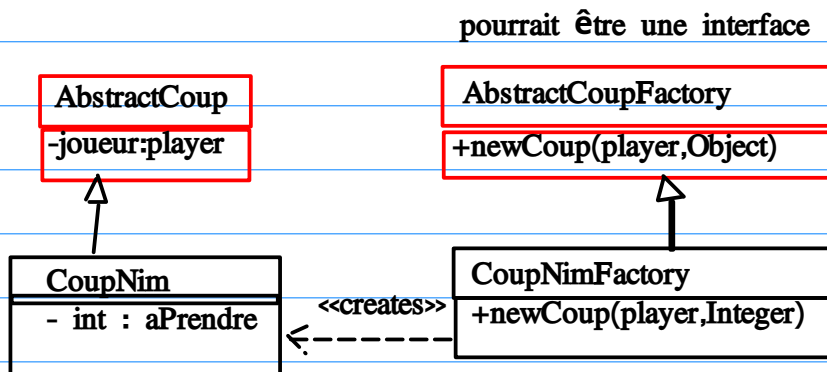 pourrait être une interface
AbstractCoup
-joueur:player
AbstractCoupFactory
+newCoup(player,Object)
CoupNim
- int : aPrendre
<<creates>>
CoupNimFactory
+newCoup(player,Integer)